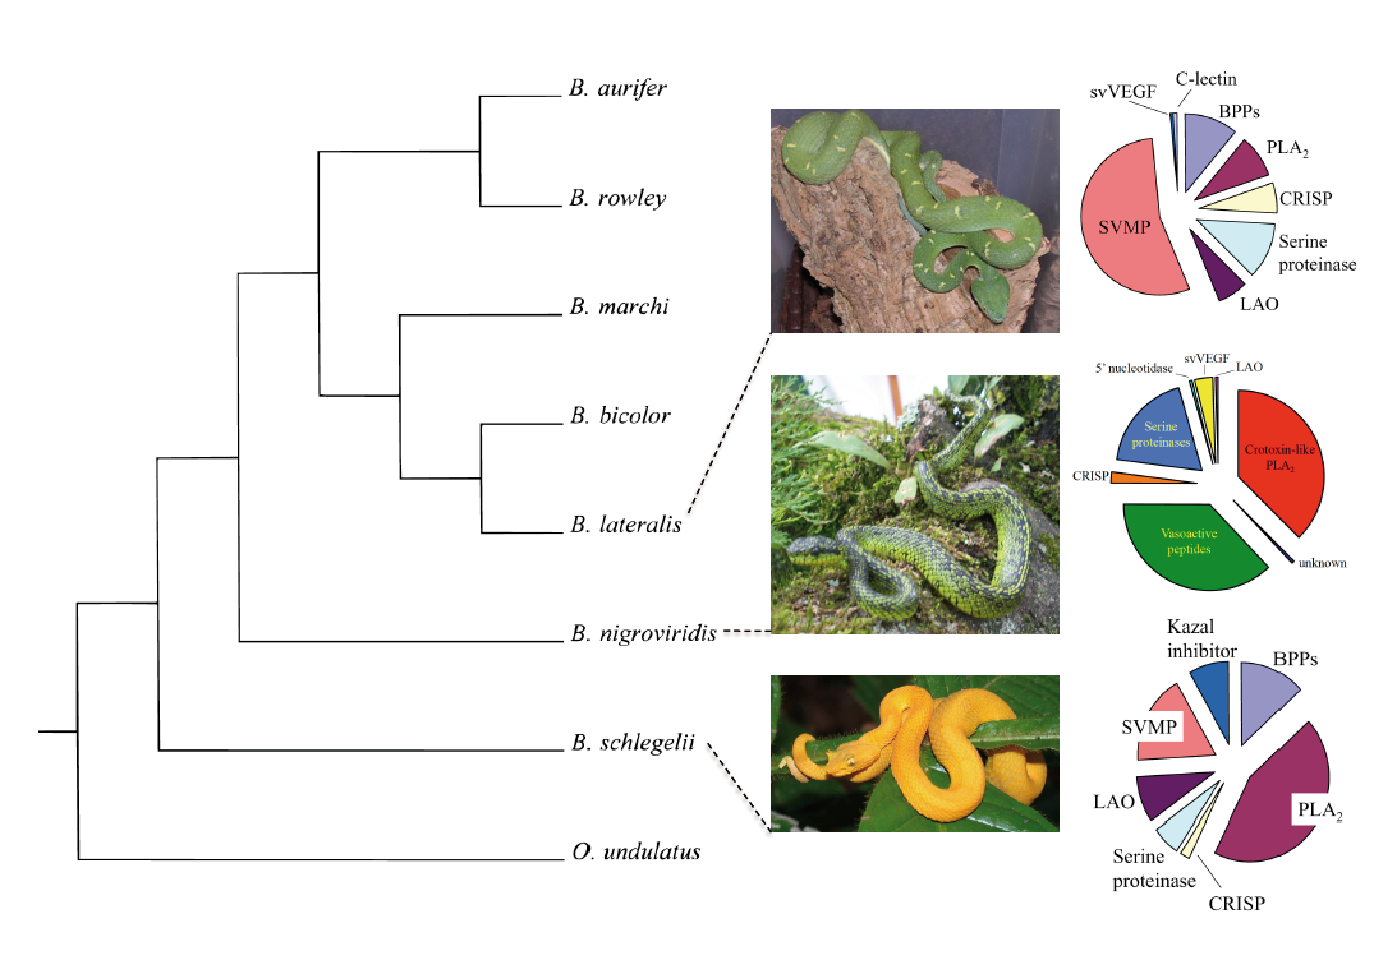 B. aurifer
B. rowley
B. marchi
B. bicolor
B. lateralis
B. nigroviridis
B. schlegelii
O. undulatus
C-lectin
svVEGF
BPPs
PLA2
CRISP
SVMP
Serine
proteinase
LAO
svVEGF
5' nucleotidase
LAO
Serine
proteinases
Crotoxin-like
PLA2
CRISP
Vasoactive
peptides
unknown
Kazal
inhibitor
BPPs
SVMP
LAO
PLA2
Serine
proteinase
CRISP